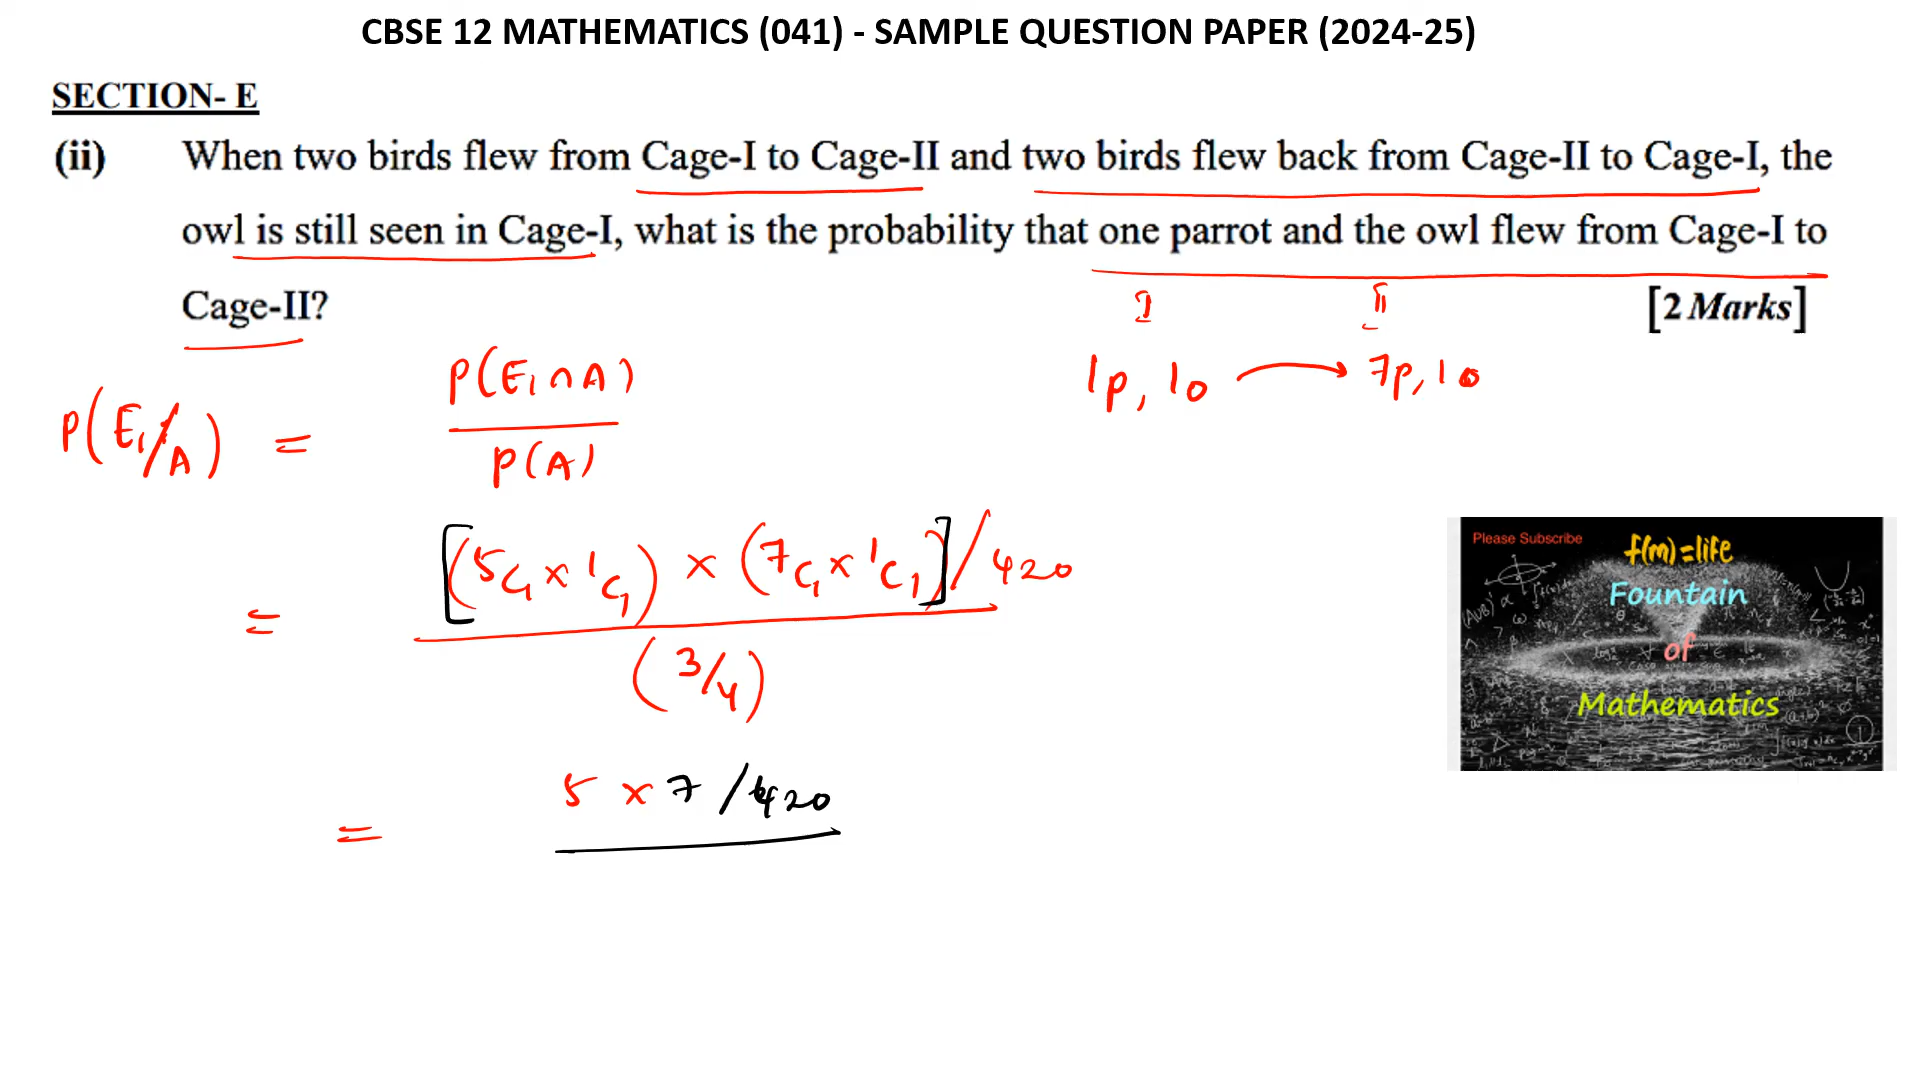 CBSE 12 MATHEMATICS (041) - SAMPLE QUESTION PAPER (2024-25)
SECTION- E
(ii) When two birds flew from Cage-I to Cage-II and two birds flew back from Cage-II to Cage-I, the
owl is still seen in Cage-I, what is the probability that one parrot and the owl flew from Cage-I to
Cage-II? [2 Marks]
I II
1p, 1o → 7p, 1o
P(E₁/A) = P(E₁∩A)
P(A)
= [(5C₁ × 1C₁) × (7C₁ × 1C₁)]/420
(3/4)
= 5 × 7 /420
Please Subscribe
f(m)=life
Fountain
of
Mathematics